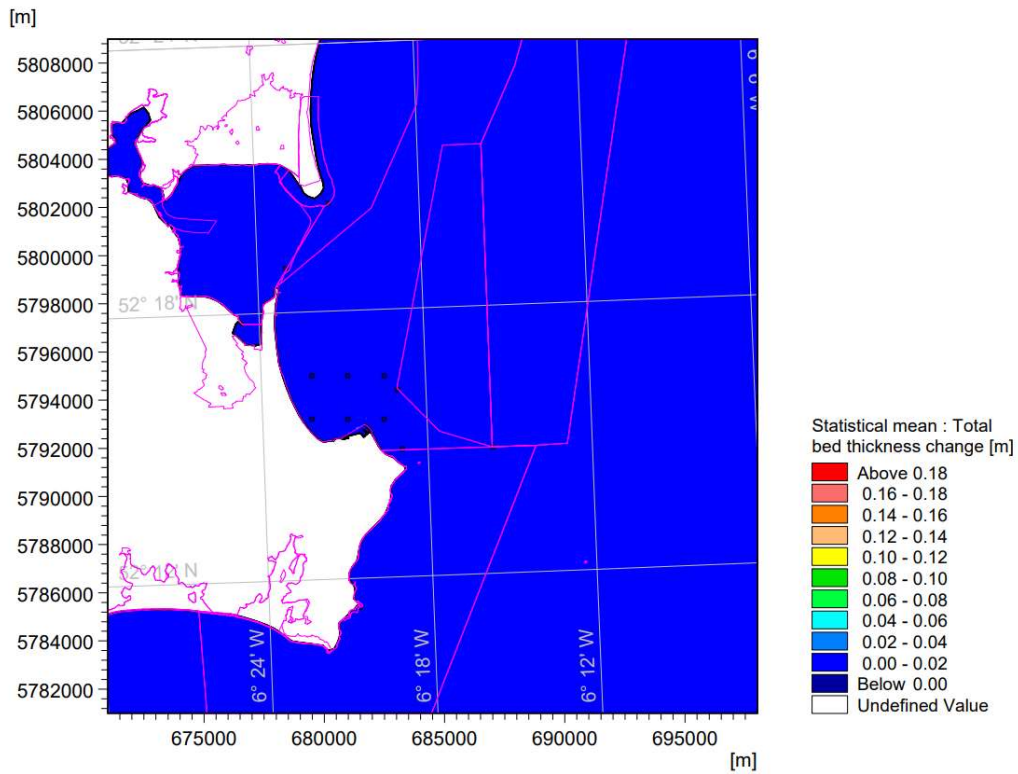 [m]
5808000
5806000
5804000
5802000
5800000
5798000
5796000
5794000
5792000
5790000
5788000
5786000
5784000
5782000
52° 18' N
6° 24' W
6° 18' W
6° 12' W
675000
680000
685000
690000
695000
[m]
Statistical mean : Total
bed thickness change [m]
Above 0.18
0.16 - 0.18
0.14 - 0.16
0.12 - 0.14
0.10 - 0.12
0.08 - 0.10
0.06 - 0.08
0.04 - 0.06
0.02 - 0.04
0.00 - 0.02
Below 0.00
Undefined Value